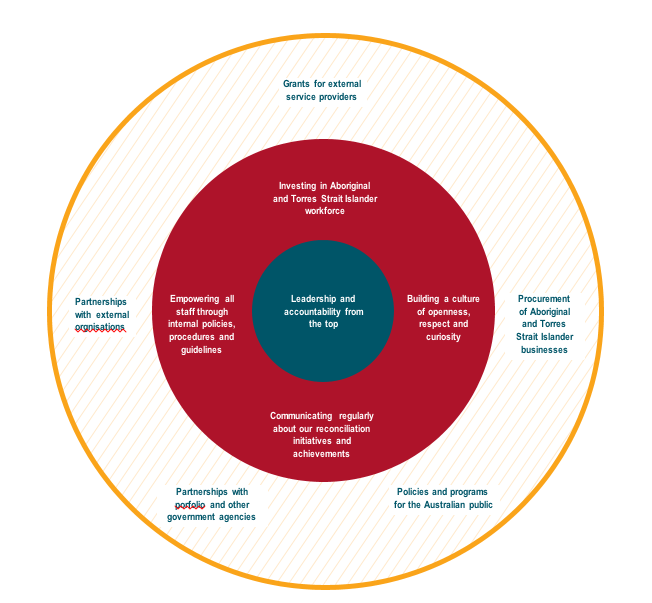 Grants for external
service providers
Investing in Aboriginal
and Torres Strait Islander
workforce
Partnerships
with external
orgnisations
Empowering all
staff through
internal policies,
procedures and
guidelines
Leadership and
accountability from
the top
Building a culture
of openness,
respect and
curiosity
Procurement
of Aboriginal
and Torres
Strait Islander
businesses
Communicating regularly
about our reconciliation
initiatives and
achievements
Partnerships with
porfolio and other
government agencies
Policies and programs
for the Australian public